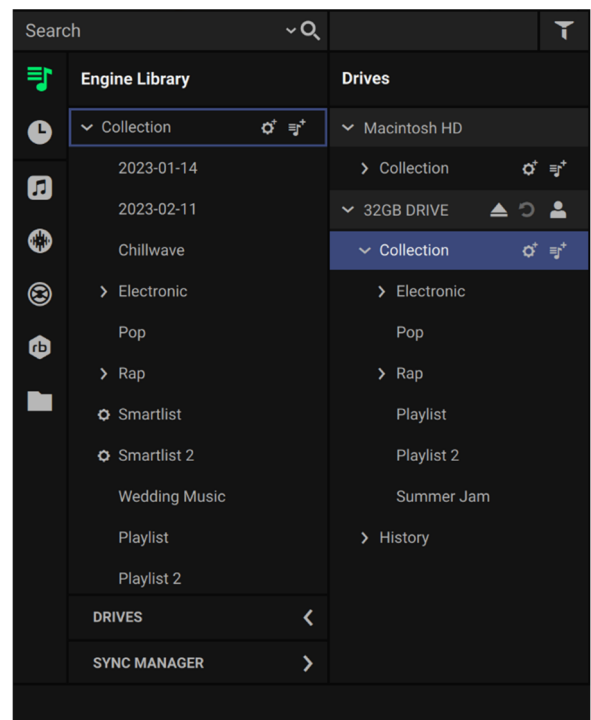 Search
Engine Library
Collection
2023-01-14
2023-02-11
Chillwave
Electronic
Pop
Rap
Smartlist
Smartlist 2
Wedding Music
Playlist
Playlist 2
DRIVES
SYNC MANAGER
Drives
Macintosh HD
Collection
32GB DRIVE
Collection
Electronic
Pop
Rap
Playlist
Playlist 2
Summer Jam
History
rb